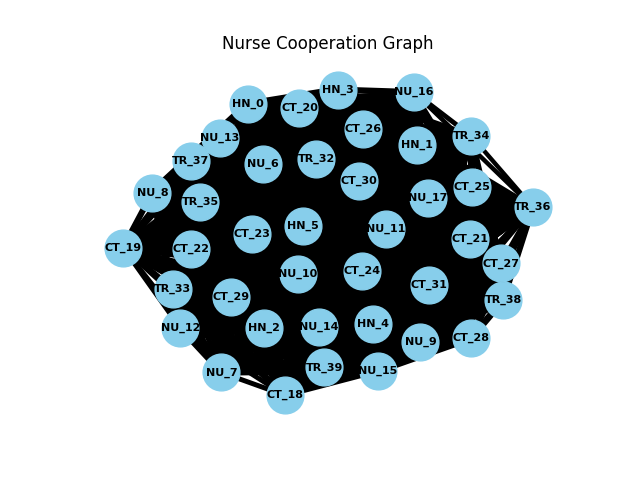 Nurse Cooperation Graph
HN_3
NU_16
HN_0
CT_20
CT_26
NU_13
TR_34
HN_1
TR_37
NU_6
TR_32
CT_30
CT_25
NU_8
TR_35
NU_17
TR_36
CT_23
HN_5
NU_11
CT_21
CT_19
CT_22
CT_27
NU_10
CT_24
TR_33
CT_29
CT_31
TR_38
NU_12
HN_2
NU_14
HN_4
NU_9
CT_28
NU_7
TR_39
NU_15
CT_18